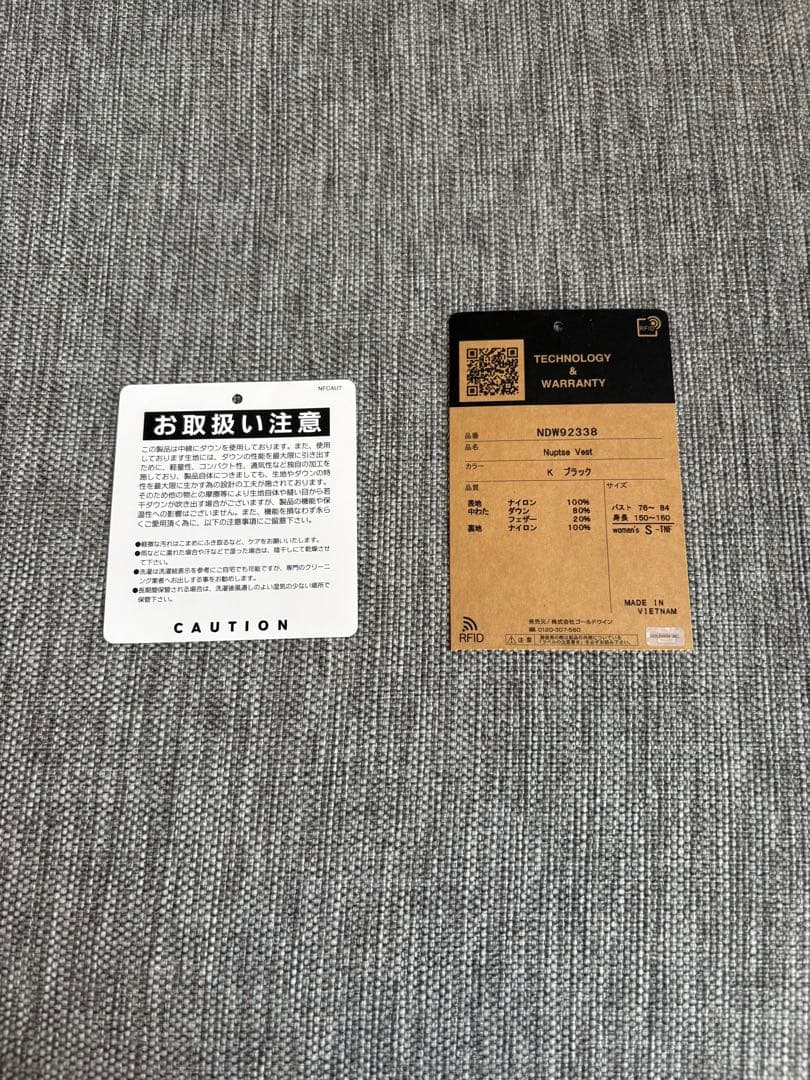 NFCAU7
お取扱い注意
この製品は中綿にダウンを使用しております。また、使用
しております生地には、ダウンの性能を最大限に引き出す
ために、軽量性、コンパクト性、通気性など独自の加工を
施しており、製品自体につきましても、生地やダウンの特
性を最大限に生かす為の設計の工夫が施されております。
そのため他の物との摩擦等により生地自体や縫い目から若
干ダウンが吹き出す場合がございますが、製品の機能や保
温性への影響はございません。また、機能を損なわず永ら
くご愛用頂く為に、以下の注意事項にご留意下さい。
●軽微な汚れはこまめにふき取るなど、ケアをお願いいたします。
●雨などに濡れた場合や汗などで湿った場合は、陰干しにて乾燥させ
て下さい。
●洗濯は洗濯絵表示を参考にご自宅でも可能ですが、専門のクリーニ
ング業者へお出しする事をお勧めします。
●長期間保管される場合は、洗濯後風通しのよい湿気の少ない場所で
保管下さい。
CAUTION
RFID
TECHNOLOGY
&
WARRANTY
品番 NDW92338
品名 Nuptse Vest
カラー K ブラック
品質
表地 ナイロン 100%
中わた ダウン 80%
フェザー 20%
裏地 ナイロン 100%
サイズ
バスト 76～ 84
身長 150～160
women's S -TNF
MADE IN
VIETNAM
発売元/株式会社ゴールドウイン
0120-307-560
RFID
注意